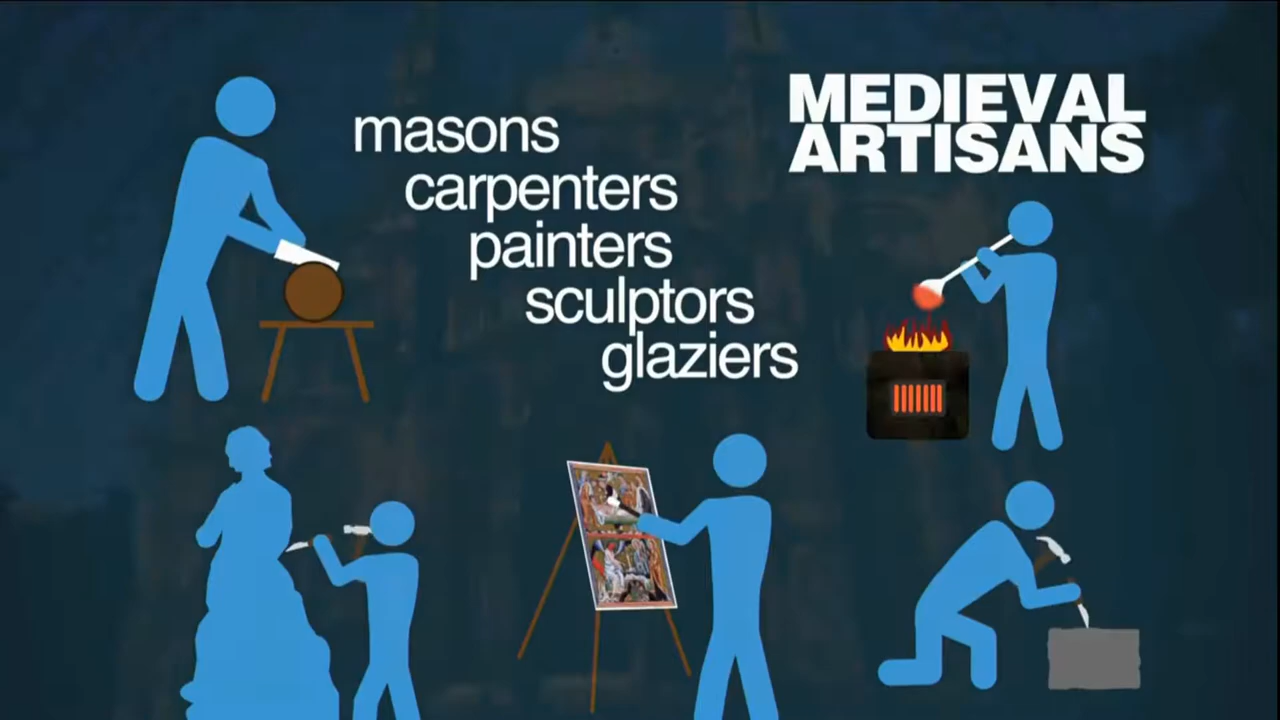 MEDIEVAL
ARTISANS
masons
carpenters
painters
sculptors
glaziers